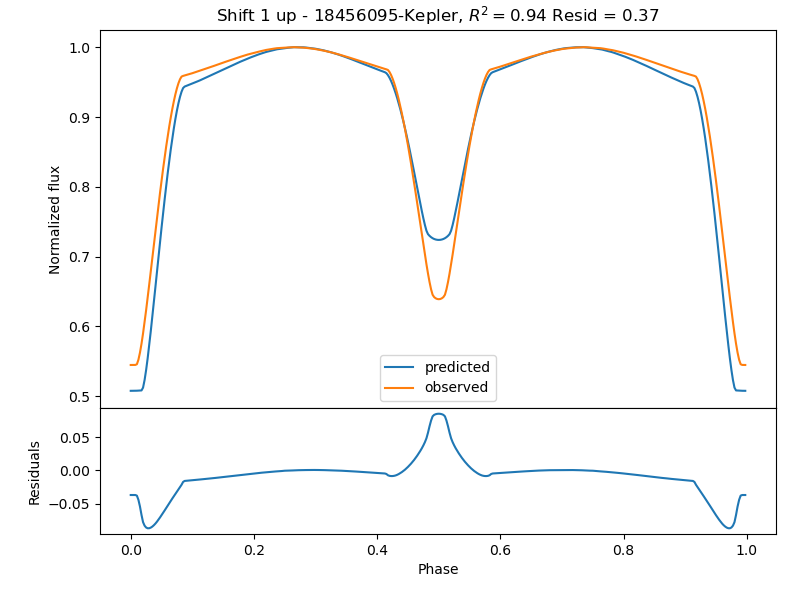 Shift 1 up - 18456095-Kepler, R² = 0.94 Resid = 0.37
Normalized flux
1.0
0.9
0.8
0.7
0.6
0.5
predicted
observed
Residuals
0.05
0.00
−0.05
0.0 0.2 0.4 0.6 0.8 1.0
Phase